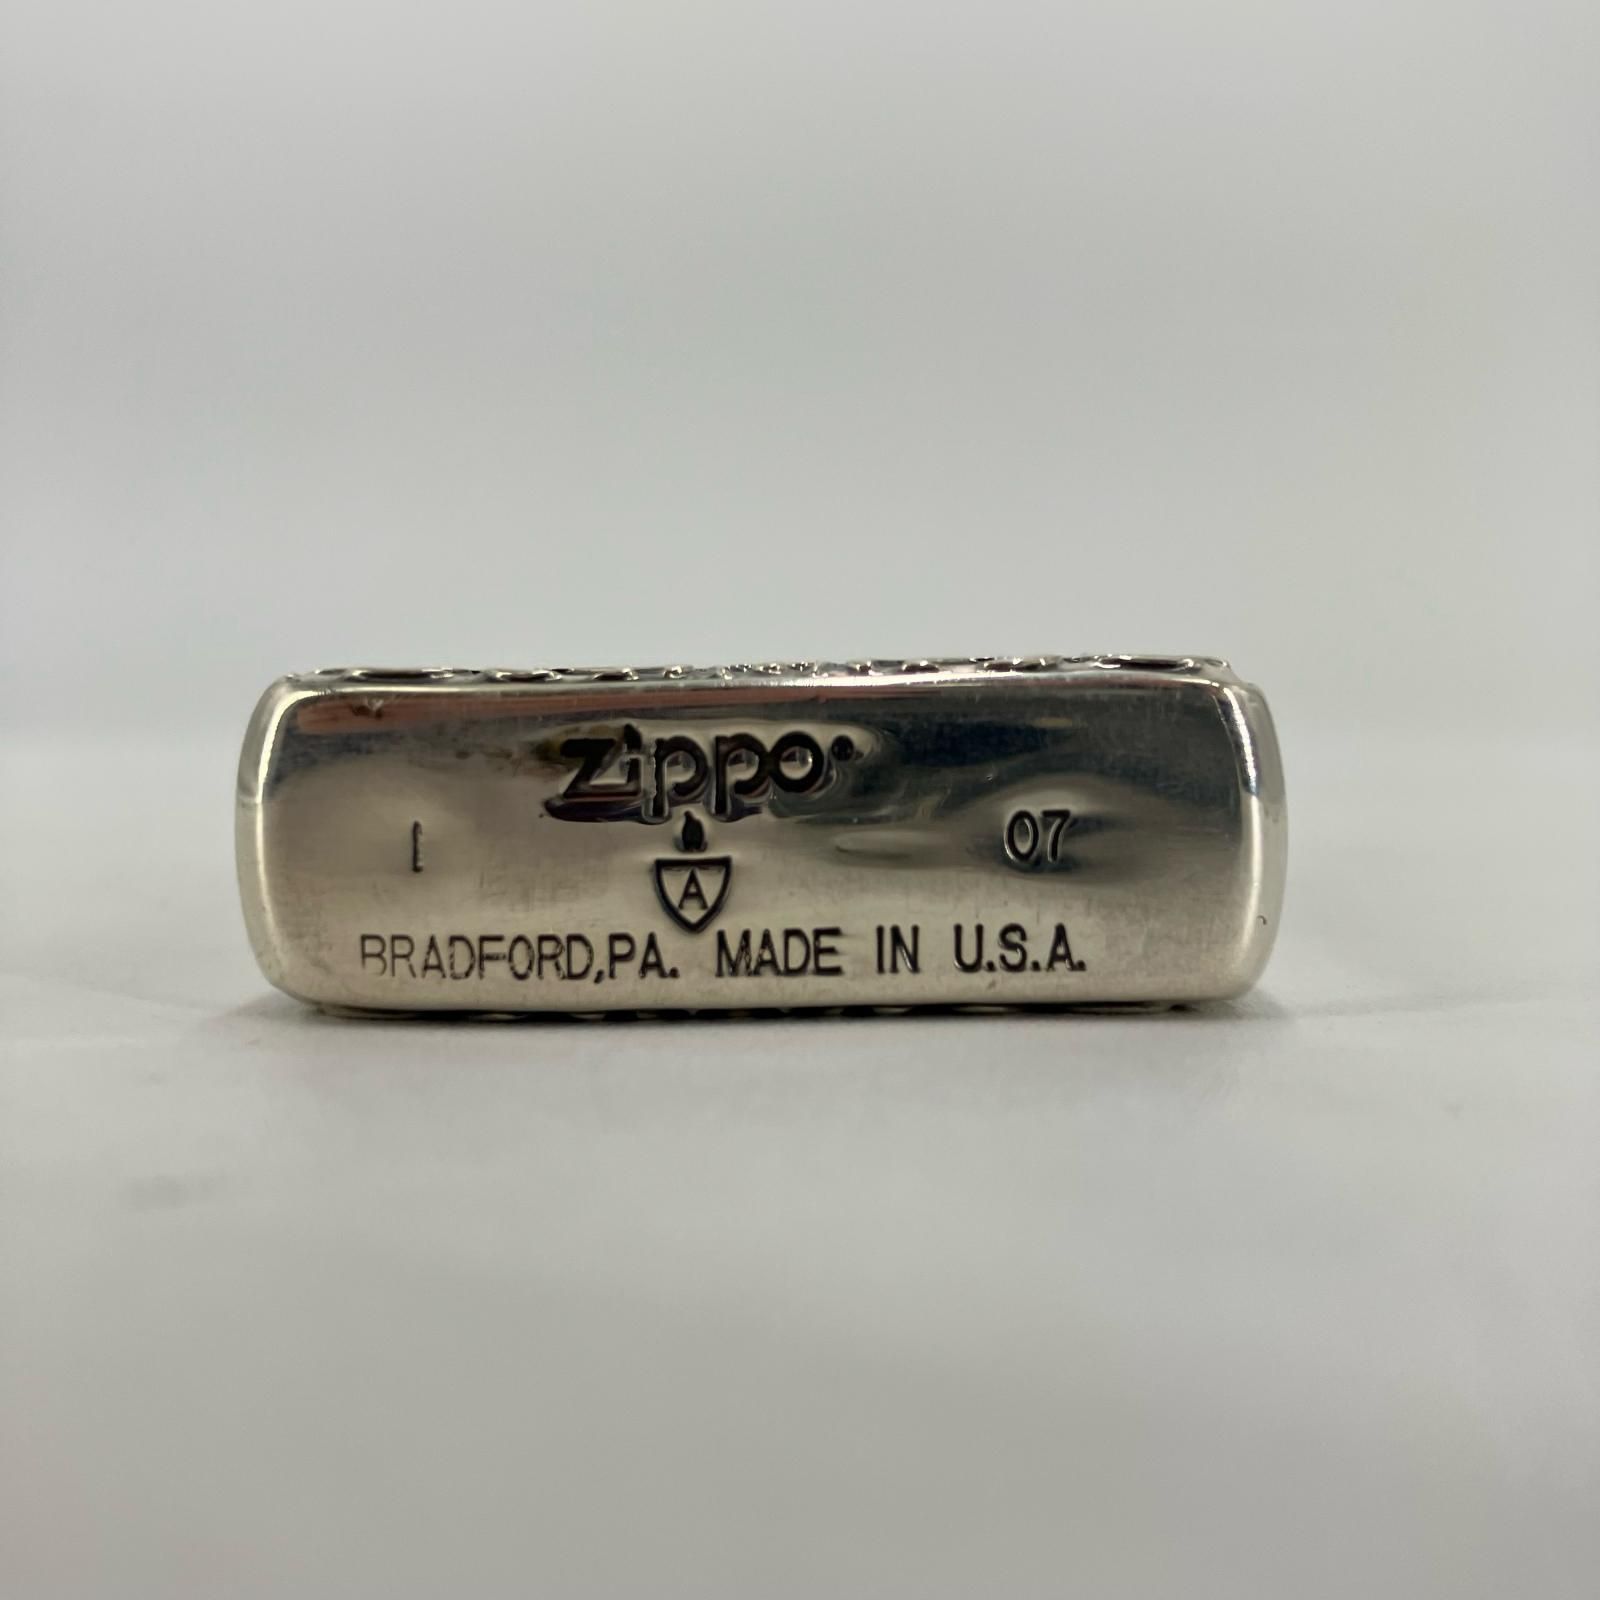 zippo®
I 07
A
BRADFORD,PA. MADE IN U.S.A.